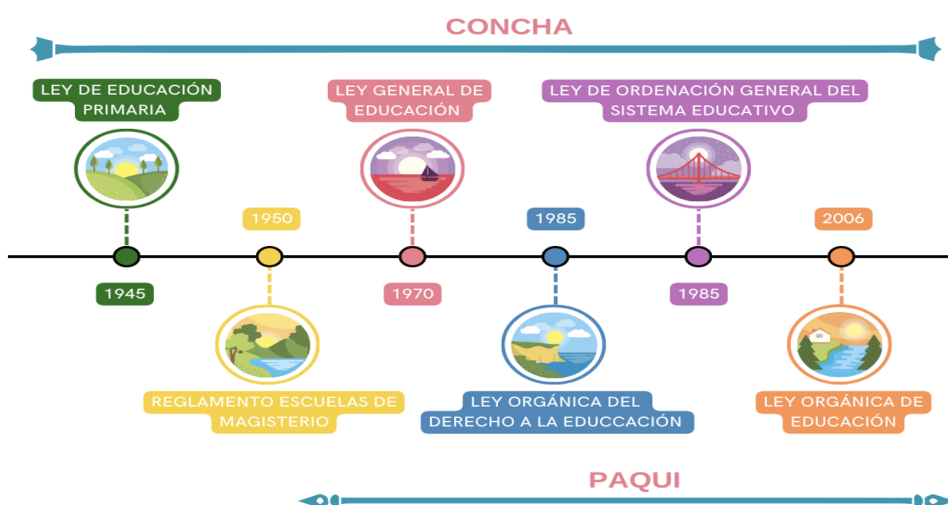 CONCHA
LEY DE EDUCACIÓN
PRIMARIA
LEY GENERAL DE
EDUCACIÓN
LEY DE ORDENACIÓN GENERAL DEL
SISTEMA EDUCATIVO
1950
1985
2006
1945
1970
1985
REGLAMENTO ESCUELAS DE
MAGISTERIO
LEY ORGÁNICA DEL
DERECHO A LA EDUCCACIÓN
LEY ORGÁNICA DE
EDUCACIÓN
PAQUI